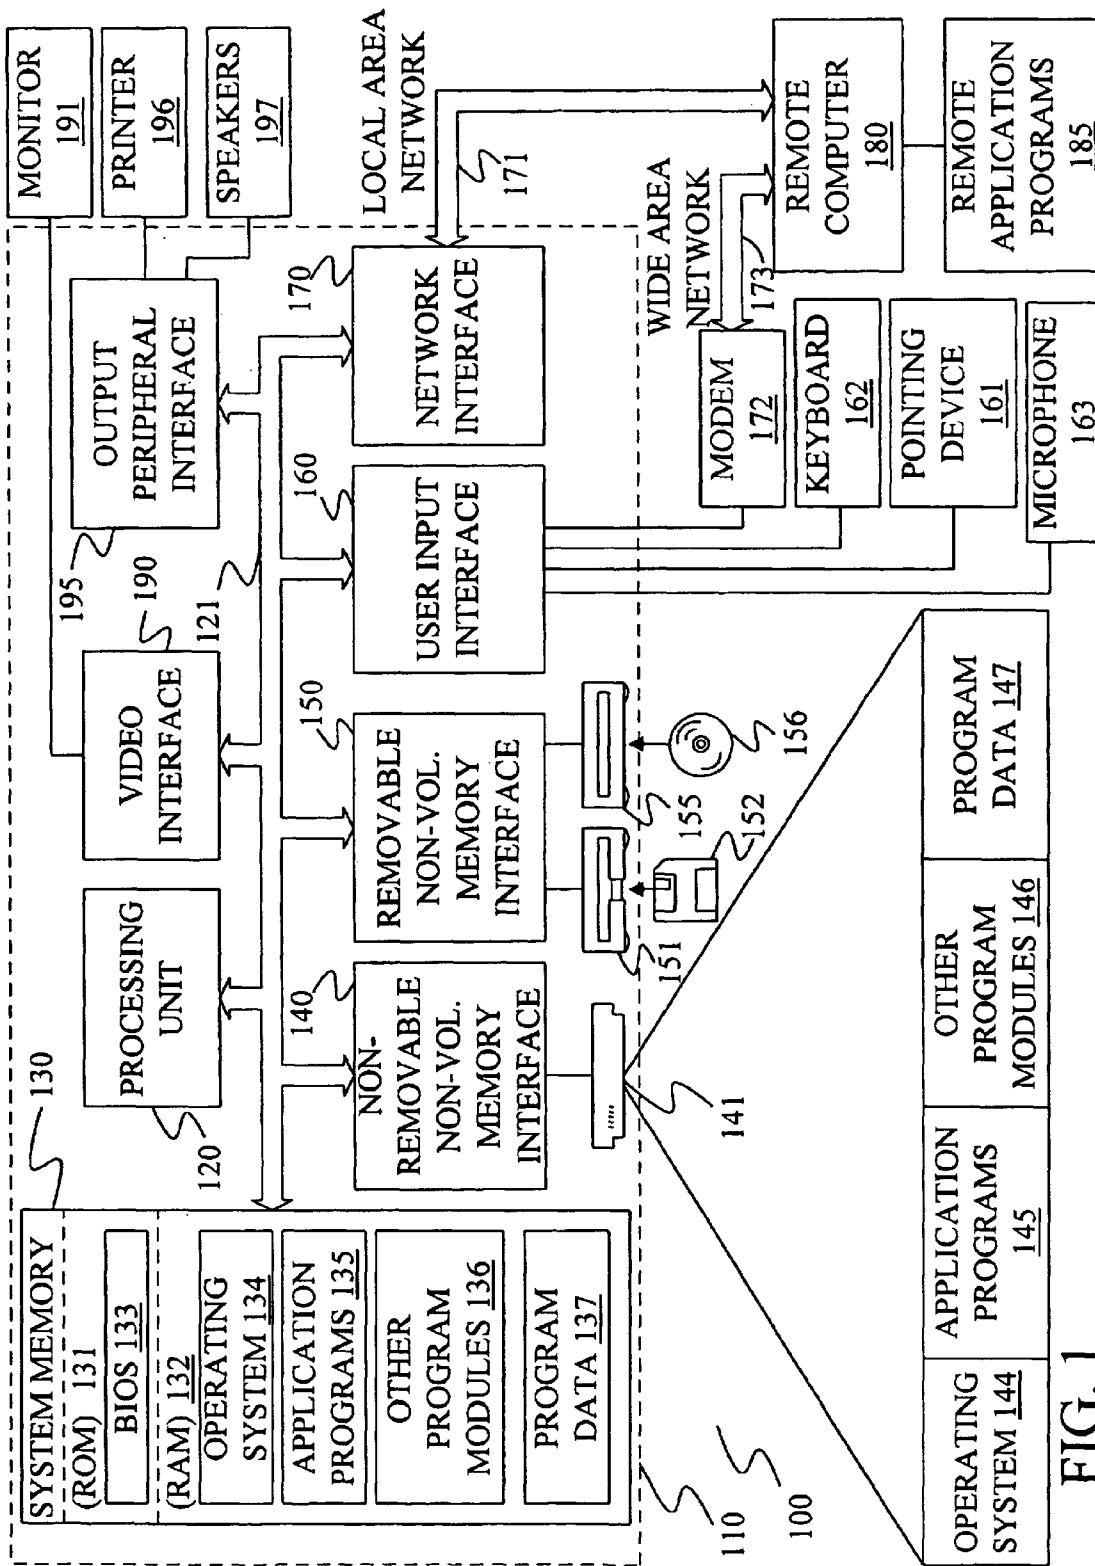 SYSTEM MEMORY
(ROM) 131
BIOS 133
(RAM) 132
OPERATING
SYSTEM 134
APPLICATION
PROGRAMS 135
OTHER
PROGRAM
MODULES 136
PROGRAM
DATA 137
130
PROCESSING
UNIT
120
VIDEO
INTERFACE
190
121
OUTPUT
PERIPHERAL
INTERFACE
195
MONITOR
191
PRINTER
196
SPEAKERS
197
NON-
REMOVABLE
NON-VOL.
MEMORY
INTERFACE
140
REMOVABLE
NON-VOL.
MEMORY
INTERFACE
150
USER INPUT
INTERFACE
160
NETWORK
INTERFACE
170
LOCAL AREA
NETWORK
171
WIDE AREA
NETWORK
173
141
151
152
155
156
MODEM
172
KEYBOARD
162
POINTING
DEVICE
161
MICROPHONE
163
REMOTE
COMPUTER
180
REMOTE
APPLICATION
PROGRAMS
185
110
100
OPERATING
SYSTEM 144
APPLICATION
PROGRAMS
145
OTHER
PROGRAM
MODULES 146
PROGRAM
DATA 147
FIG. 1